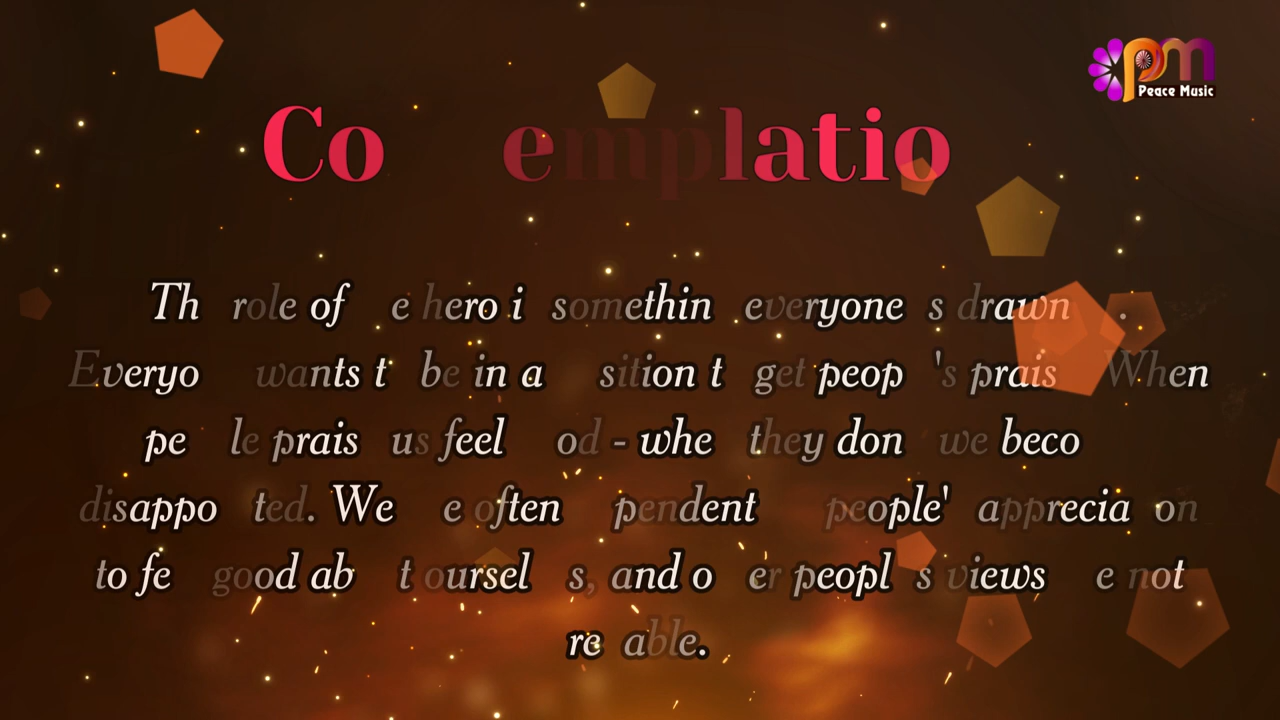 pm
Peace Music
Co emplatio
Th role of e hero i somethin everyone s drawn .
Everyo wants t be in a sition t get peop 's prais When
pe le prais us feel od - whe they don we beco
disappo ted. We e often pendent people' apprecia on
to fe good ab t oursel s, and o er peopl s views e not
re able.